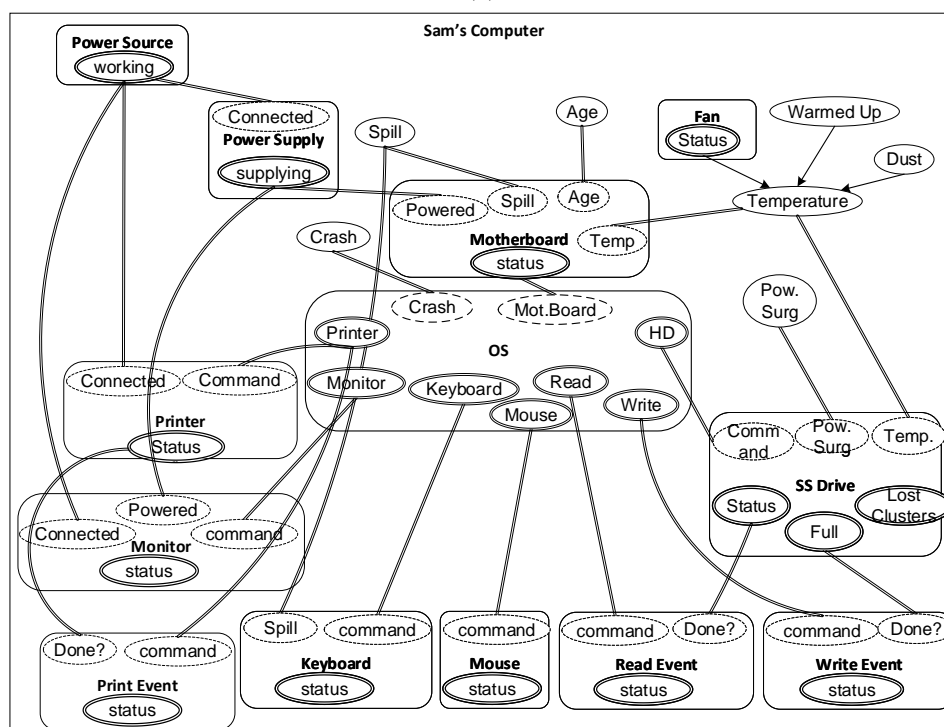 Sam's Computer
Power Source
working
Connected
Power Supply
supplying
Spill
Age
Fan
Status
Warmed Up
Dust
Temperature
Powered
Spill
Age
Temp
Motherboard
status
Crash
Crash
Mot.Board
Pow.
Surg
Printer
HD
OS
Monitor
Keyboard
Read
Mouse
Write
Connected
Command
Printer
Status
Comm
and
Pow.
Surg
Temp.
SS Drive
Status
Lost
Clusters
Full
Powered
Connected
command
Monitor
status
Done?
command
Print Event
status
Spill
command
Keyboard
status
command
Mouse
status
command
Done?
Read Event
status
command
Done?
Write Event
status